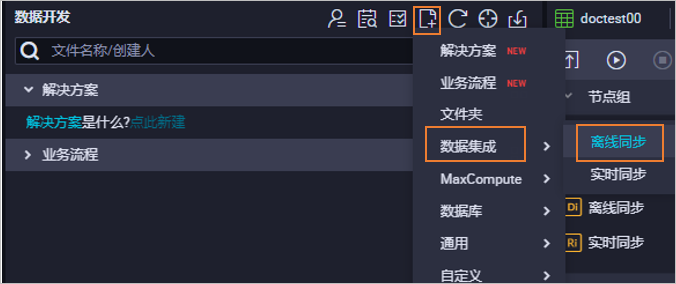 数据开发
doctest00
文件名称/创建人
解决方案
解决方案是什么?点此新建
业务流程
解决方案 NEW
业务流程 NEW
文件夹
数据集成
MaxCompute
数据库
通用
自定义
离线同步
实时同步
节点组
Di 离线同步
Ri 实时同步